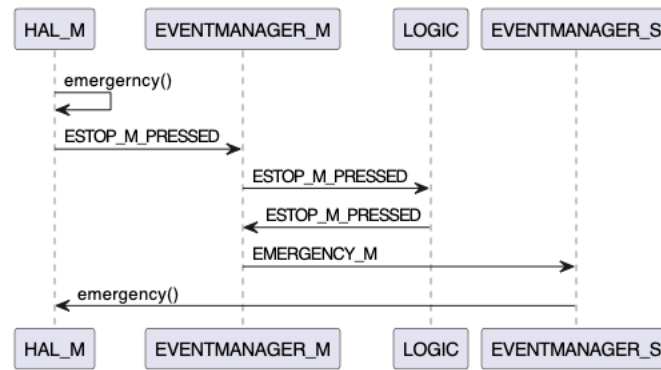 HAL_M EVENTMANAGER_M LOGIC EVENTMANAGER_S
emergerncy()
ESTOP_M_PRESSED
ESTOP_M_PRESSED
ESTOP_M_PRESSED
EMERGENCY_M
emergency()
HAL_M EVENTMANAGER_M LOGIC EVENTMANAGER_S